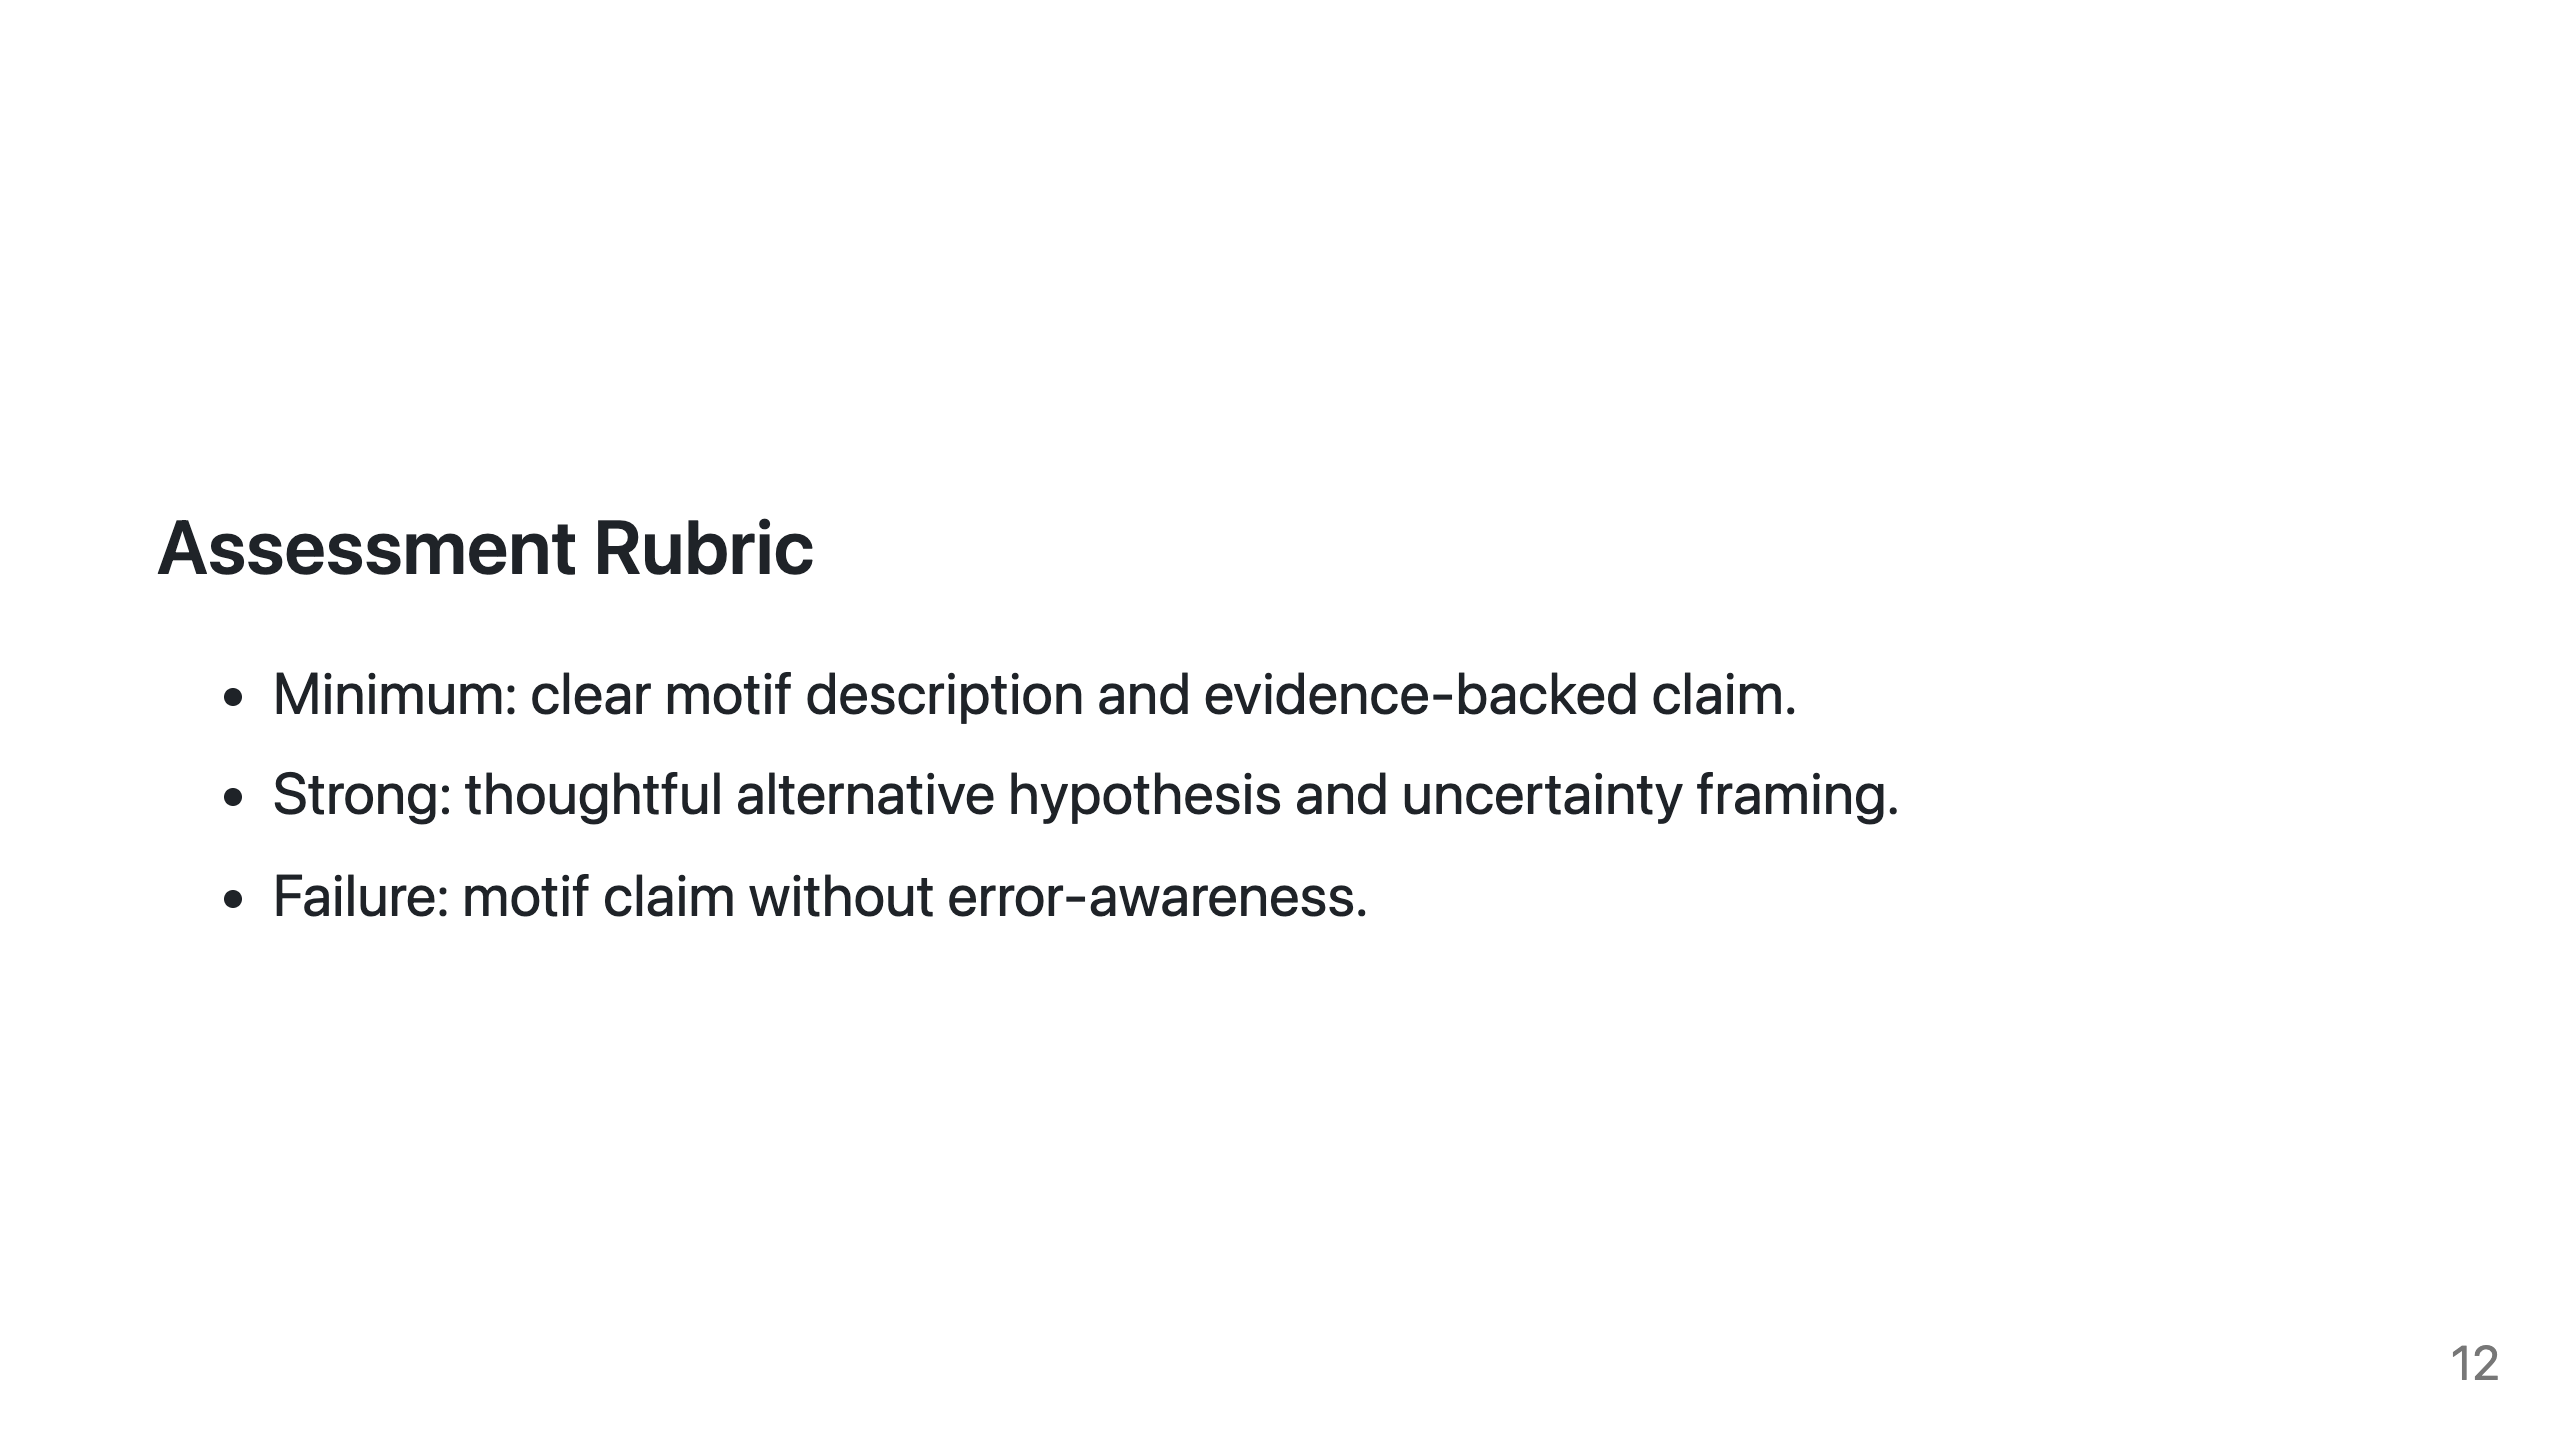 Assessment Rubric
• Minimum: clear motif description and evidence-backed claim.
• Strong: thoughtful alternative hypothesis and uncertainty framing.
• Failure: motif claim without error-awareness.
12